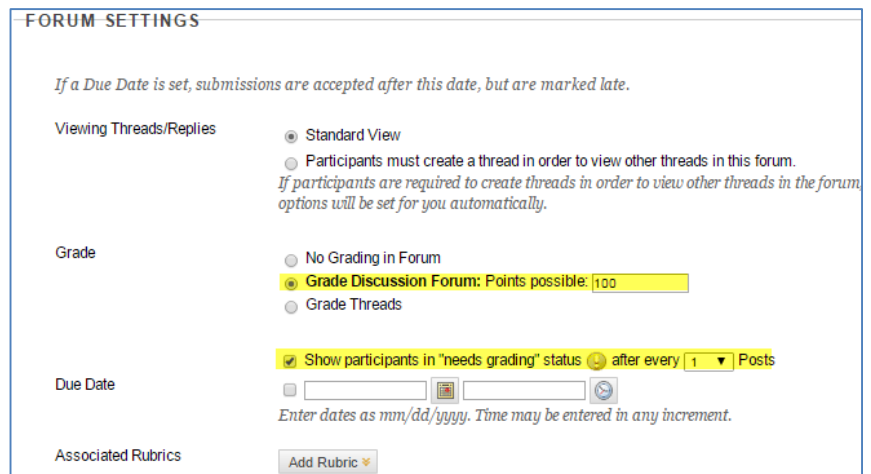 FORUM SETTINGS
If a Due Date is set, submissions are accepted after this date, but are marked late.
Viewing Threads/Replies
Standard View
Participants must create a thread in order to view other threads in this forum.
If participants are required to create threads in order to view other threads in the forum,
options will be set for you automatically.
Grade
No Grading in Forum
Grade Discussion Forum: Points possible: 100
Grade Threads
Show participants in "needs grading" status after every 1 Posts
Due Date
Enter dates as mm/dd/yyyy. Time may be entered in any increment.
Associated Rubrics
Add Rubric